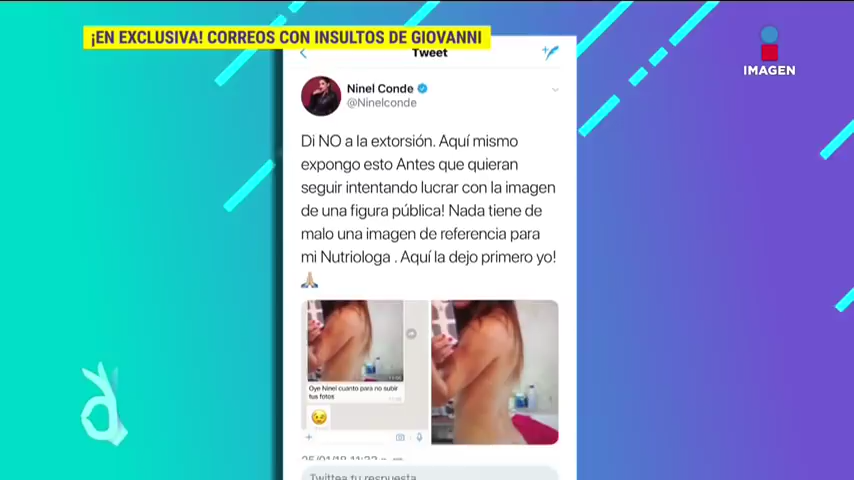 ¡EN EXCLUSIVA! CORREOS CON INSULTOS DE GIOVANNI
IMAGEN
Tweet
Ninel Conde
@Ninelconde
Di NO a la extorsión. Aquí mismo
expongo esto Antes que quieran
seguir intentando lucrar con la imagen
de una figura pública! Nada tiene de
malo una imagen de referencia para
mi Nutriologa . Aquí la dejo primero yo!
Oye Ninel cuanto para no subir
tus fotos
Twittea tu respuesta